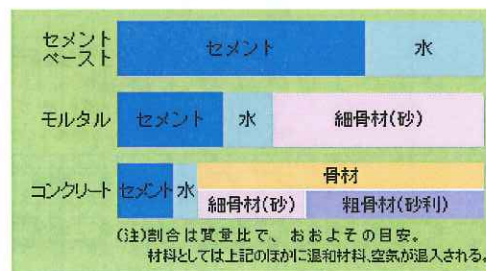 セメント
ペースト
セメント
水
モルタル
セメント
水
細骨材(砂)
コンクリート
セメント
水
骨材
細骨材(砂)
粗骨材(砂利)
(注)割合は質量比で、おおよその目安。
材料としては上記のほかに混和材料、空気が混入される。